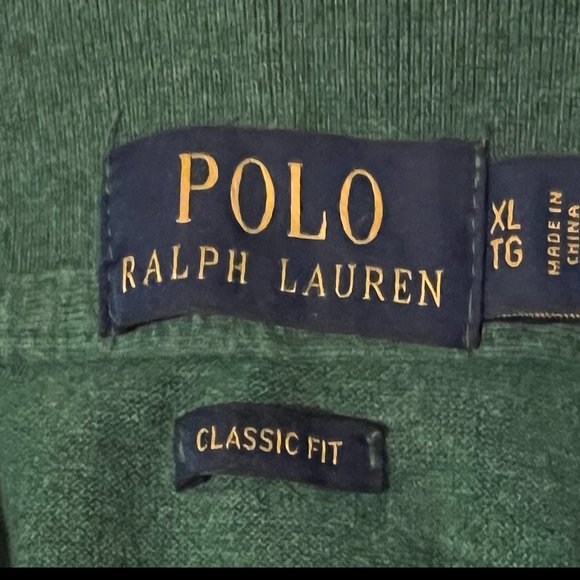 POLO
RALPH LAUREN
XL
TG
MADE IN
CHINA
CLASSIC FIT